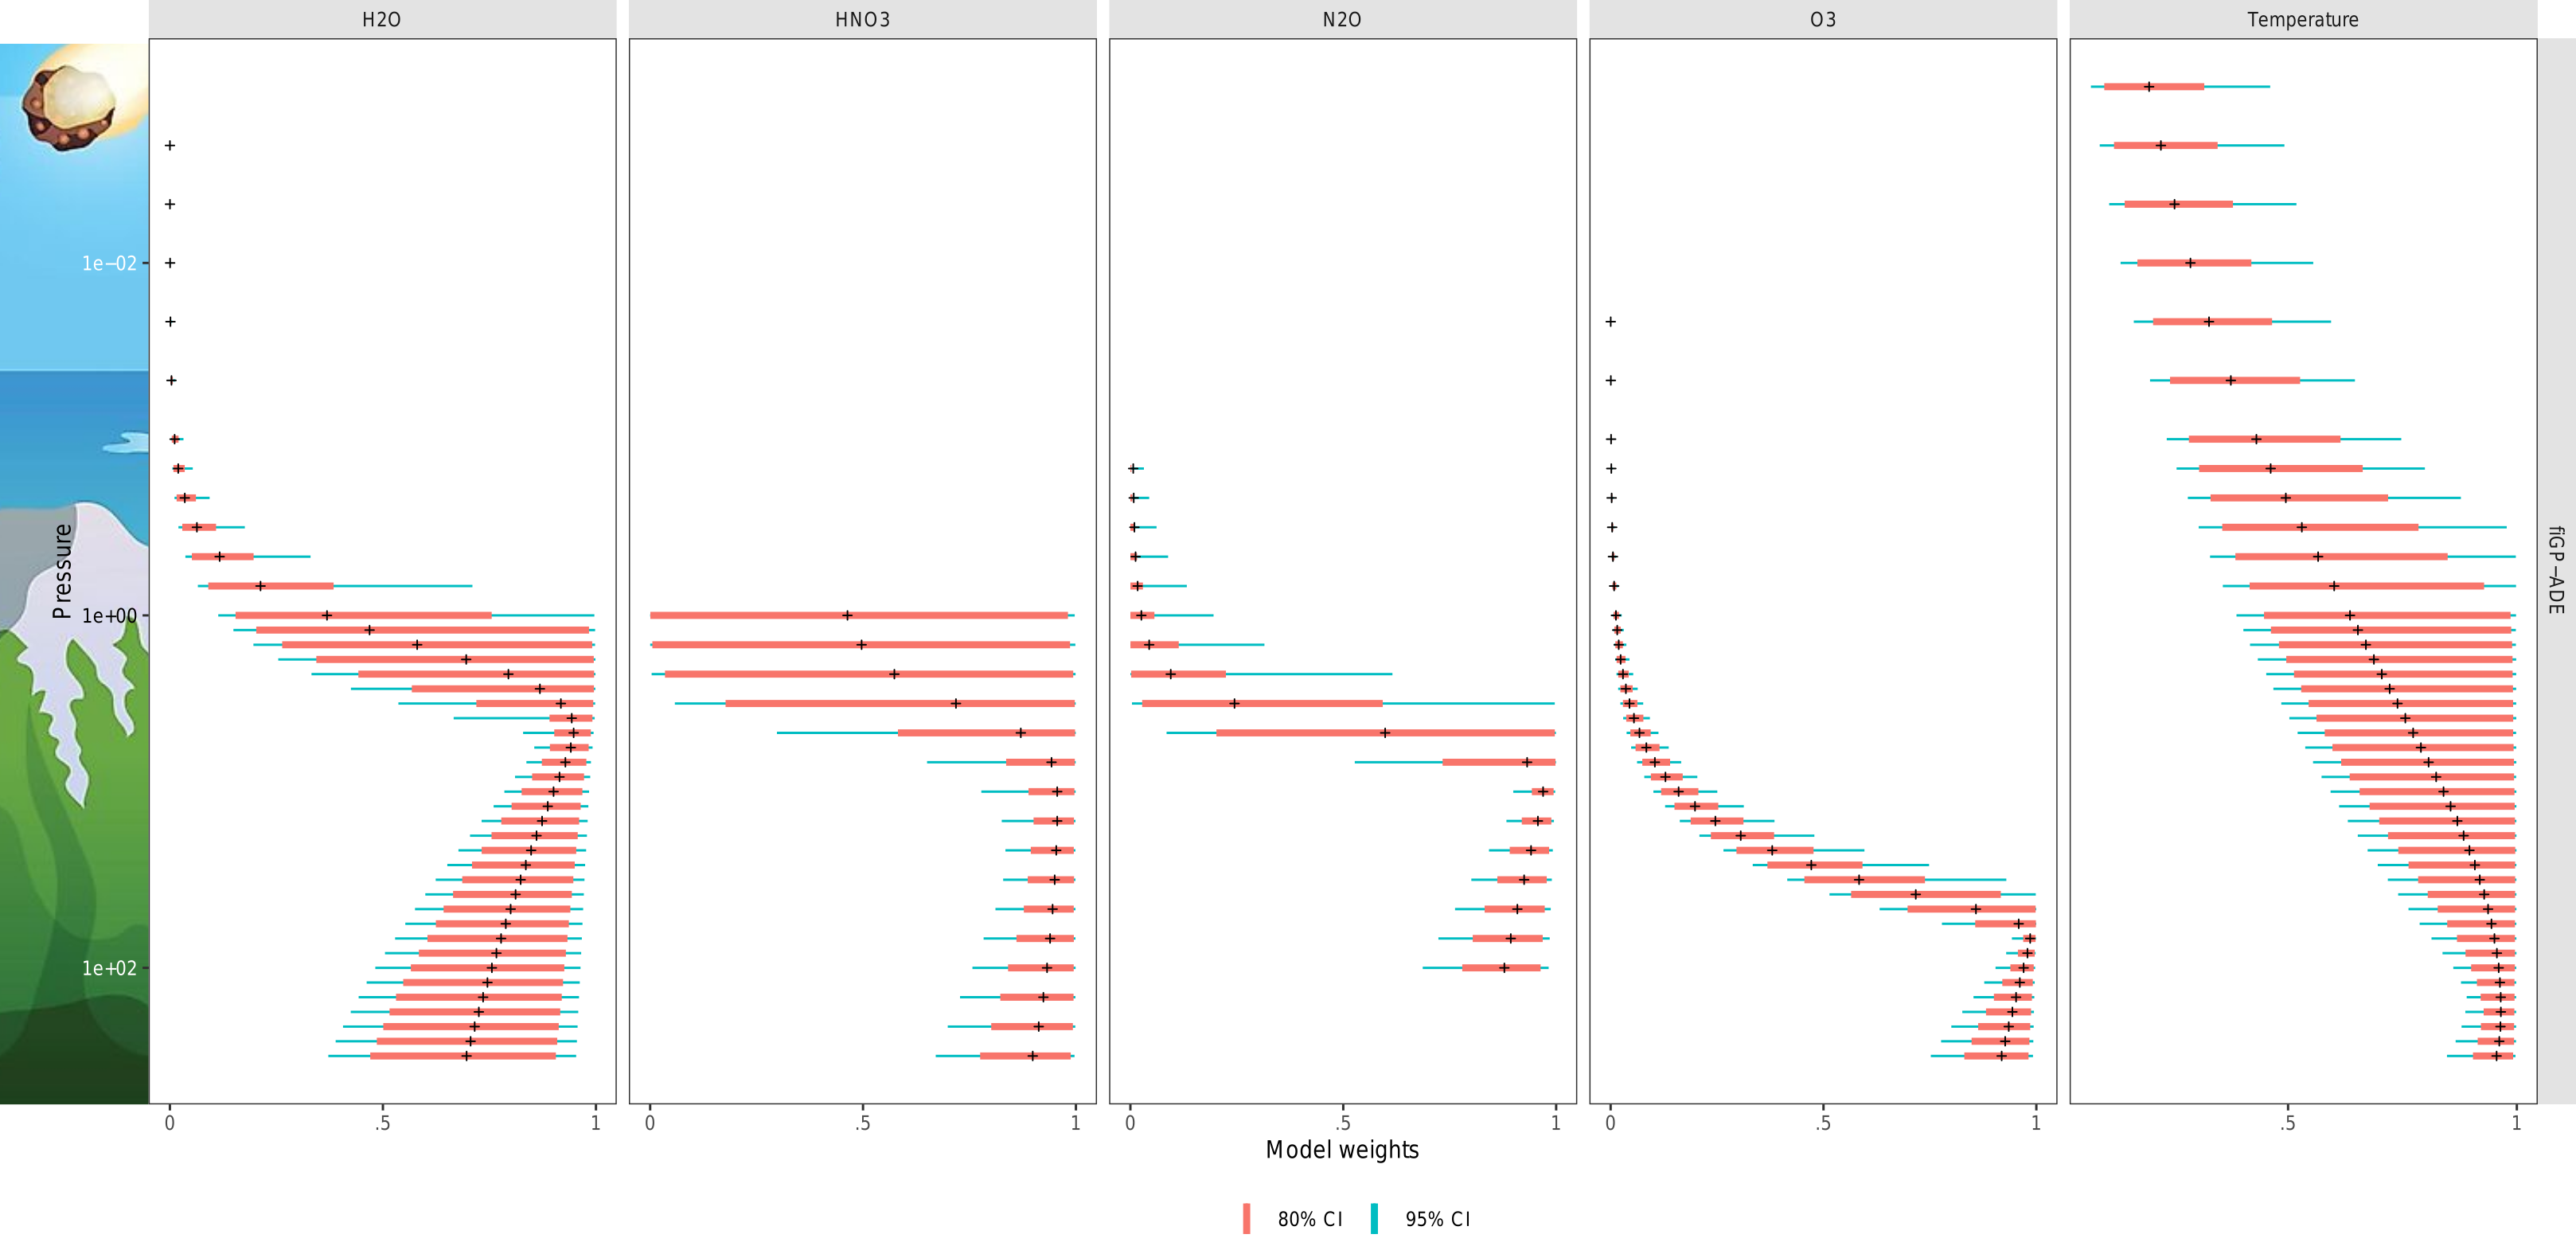 H2O
HNO3
N2O
O3
Temperature
1e−02
1e+00
1e+02
Pressure
fiGP−ADE
0 .5 1
0 .5 1
0 .5 1
0 .5 1
.5 1
Model weights
80% CI
95% CI